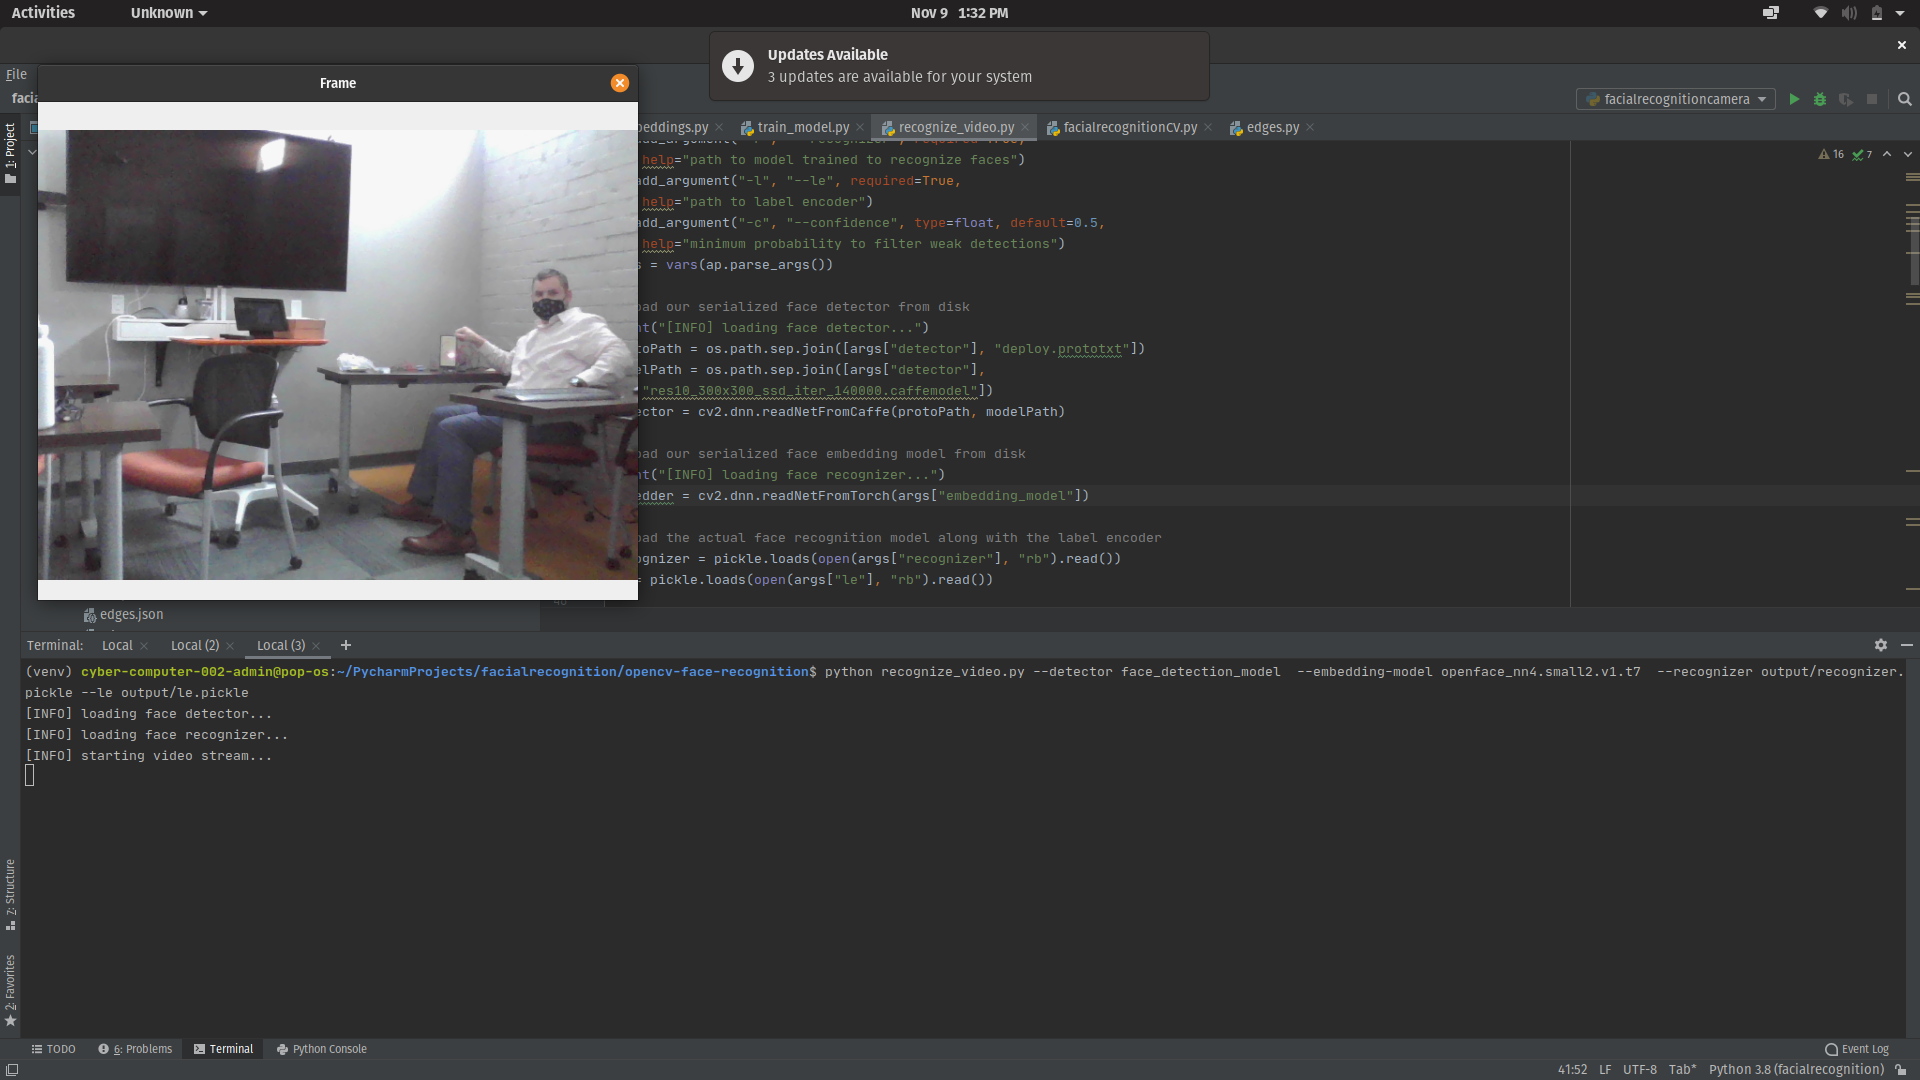 Activities
Unknown
Nov 9 1:32 PM
Updates Available
3 updates are available for your system
File
Frame
faci
facialrecognitioncamera
1: Project
eddings.py
train_model.py
recognize_video.py
facialrecognitionCV.py
edges.py
16
7
help="path to model trained to recognize faces")
add_argument("-l", "--le", required=True,
help="path to label encoder")
add_argument("-c", "--confidence", type=float, default=0.5,
help="minimum probability to filter weak detections")
s = vars(ap.parse_args())
oad our serialized face detector from disk
nt("[INFO] loading face detector...")
toPath = os.path.sep.join([args["detector"], "deploy.prototxt"])
elPath = os.path.sep.join([args["detector"],
"res10_300x300_ssd_iter_140000.caffemodel"])
ector = cv2.dnn.readNetFromCaffe(protoPath, modelPath)
oad our serialized face embedding model from disk
nt("[INFO] loading face recognizer...")
edder = cv2.dnn.readNetFromTorch(args["embedding_model"])
oad the actual face recognition model along with the label encoder
ognizer = pickle.loads(open(args["recognizer"], "rb").read())
= pickle.loads(open(args["le"], "rb").read())
edges.json
Terminal:
Local
Local (2)
Local (3)
(venv) cyber-computer-002-admin@pop-os:~/PycharmProjects/facialrecognition/opencv-face-recognition$ python recognize_video.py --detector face_detection_model  --embedding-model openface_nn4.small2.v1.t7  --recognizer output/recognizer.
pickle --le output/le.pickle
[INFO] loading face detector...
[INFO] loading face recognizer...
[INFO] starting video stream...
7: Structure
2: Favorites
TODO
6: Problems
Terminal
Python Console
Event Log
41:52
LF
UTF-8
Tab*
Python 3.8 (facialrecognition)